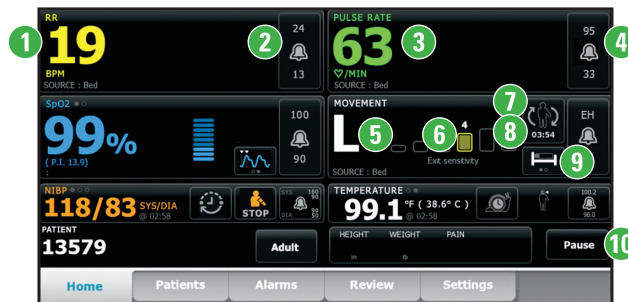 RR
1
19
BPM
SOURCE : Bed
2
24
13
PULSE RATE
63
3
♡/MIN
SOURCE : Bed
95
4
33
SpO2
99%
( P.I. 13.9)
:
100
90
MOVEMENT
L
5
6
4
Exit sensitivity
SOURCE : Bed
7
8
03:54
EH
9
NIBP
118/83 SYS/DIA
@ 02:58
STOP
SYS 160
90
DIA 90
50
TEMPERATURE
99.1 °F ( 38.6° C )
@ 02:58
100.2
96.0
PATIENT
13579
Adult
HEIGHT WEIGHT PAIN
in lb
Pause
10
Home Patients Alarms Review Settings